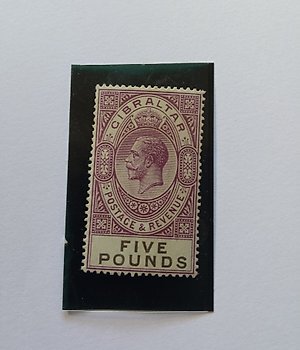 GIBRALTAR
POSTAGE & REVENUE
FIVE
POUNDS